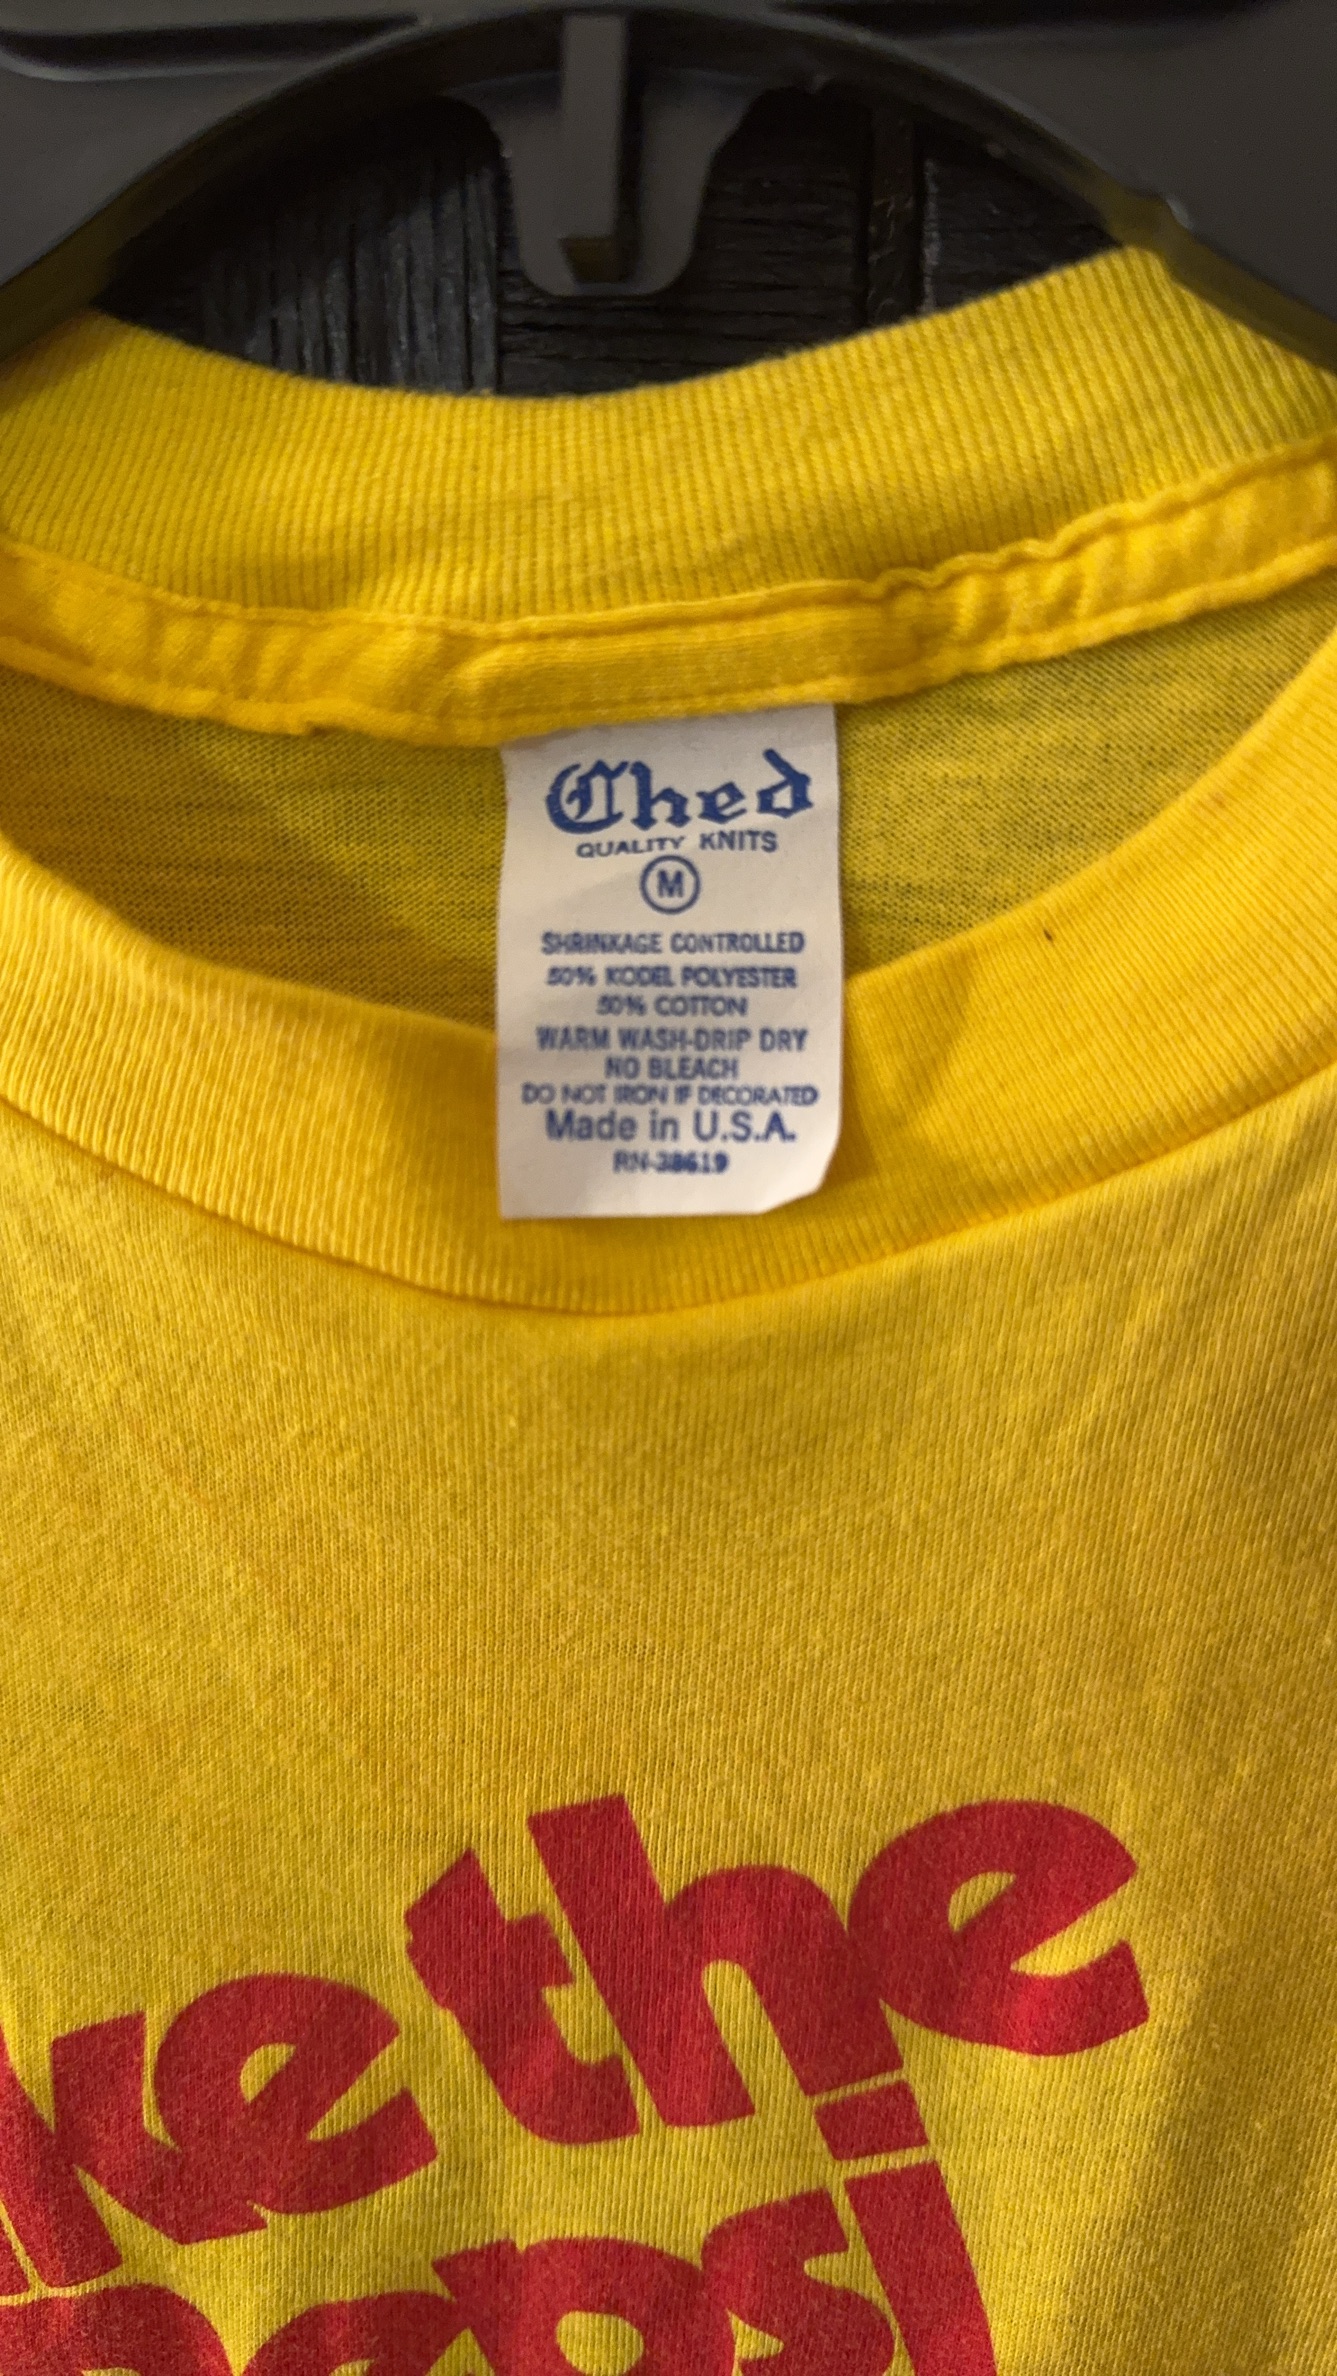 Ched
QUALITY KNITS
M
SHRINKAGE CONTROLLED
50% KODEL POLYESTER
50% COTTON
WARM WASH-DRIP DRY
NO BLEACH
DO NOT IRON IF DECORATED
Made in U.S.A.
RN-38619
ke the
pepsi